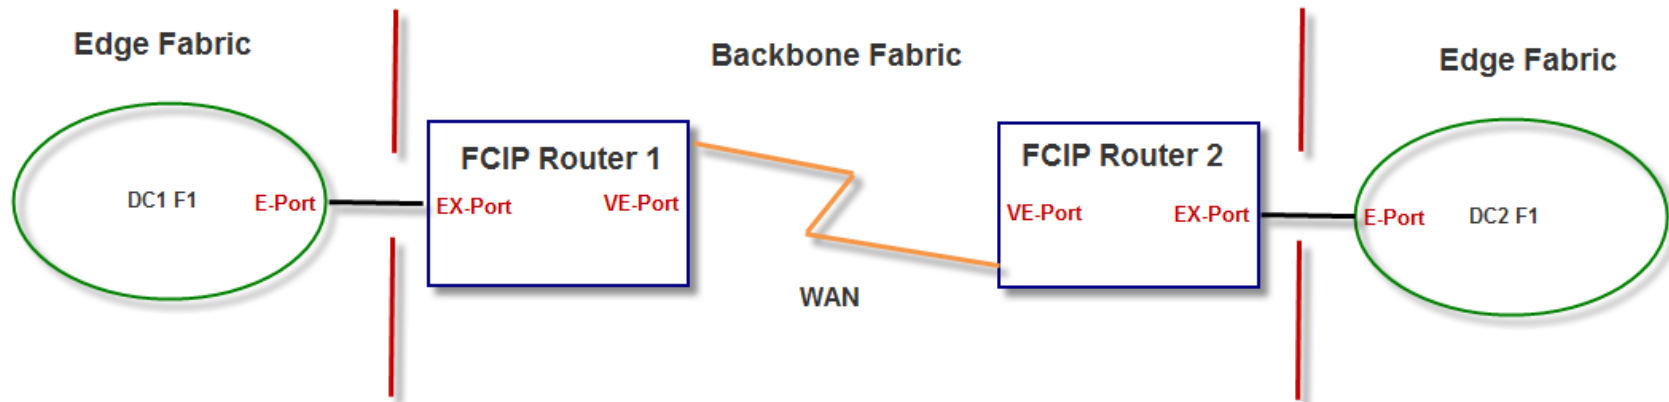 Edge Fabric
Backbone Fabric
Edge Fabric
FCIP Router 1
FCIP Router 2
DC1 F1
E-Port
EX-Port
VE-Port
VE-Port
EX-Port
E-Port
DC2 F1
WAN